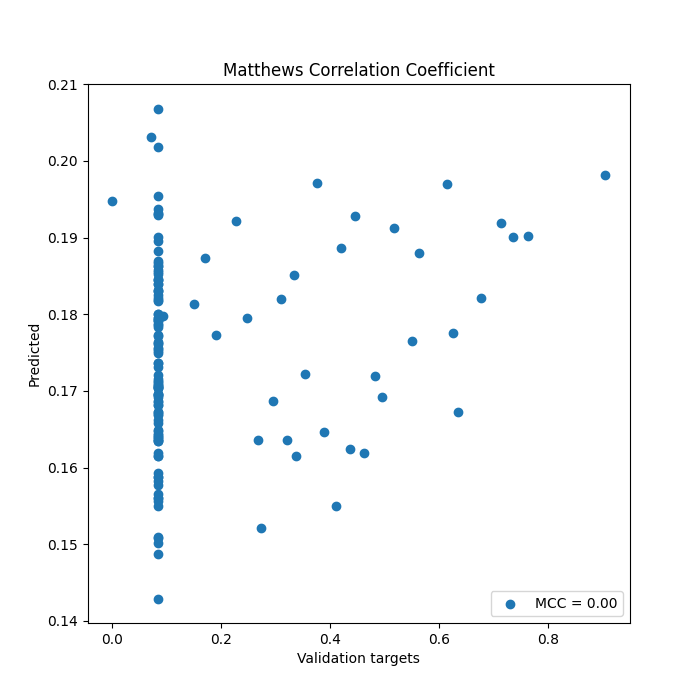 Matthews Correlation Coefficient
0.21
0.20
0.19
0.18
0.17
0.16
0.15
0.14
Predicted
MCC = 0.00
0.0 0.2 0.4 0.6 0.8
Validation targets